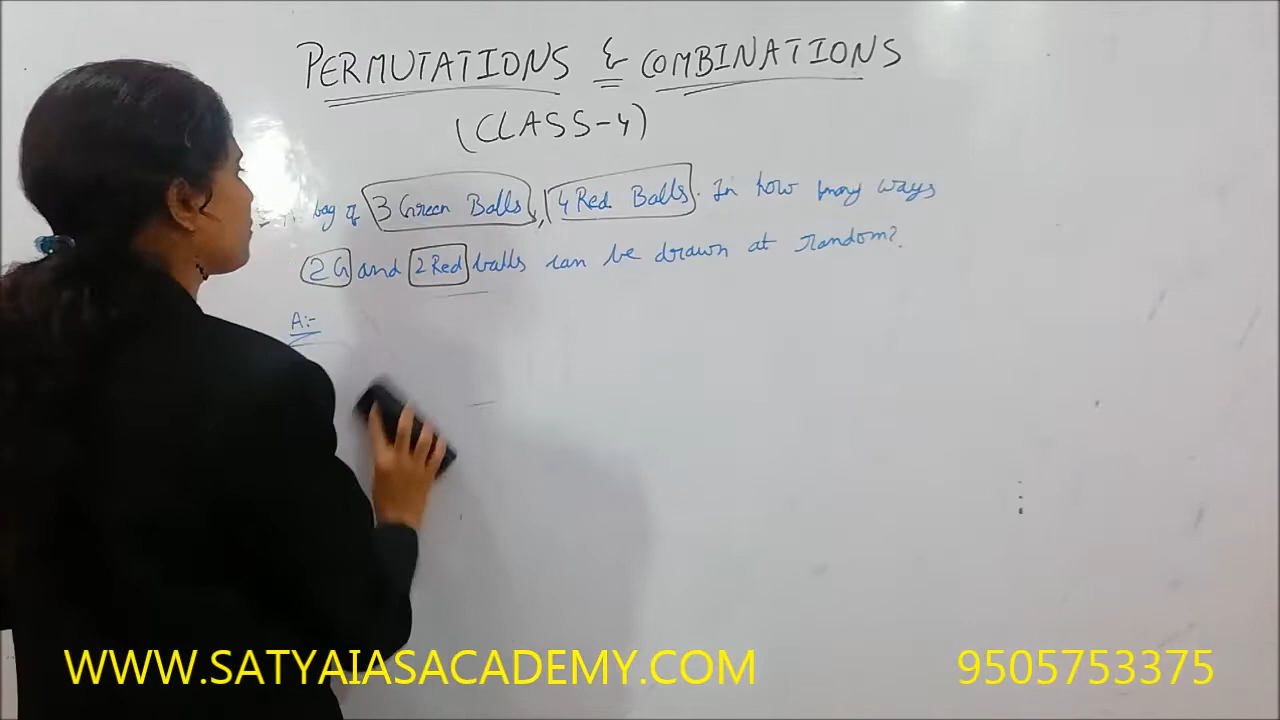 PERMUTATIONS & COMBINATIONS
(CLASS-4)
bag of 3 Green Balls, 4 Red Balls. In how many ways
2G and 2 Red balls can be drawn at random?.
A:-
WWW.SATYAIASACADEMY.COM 9505753375